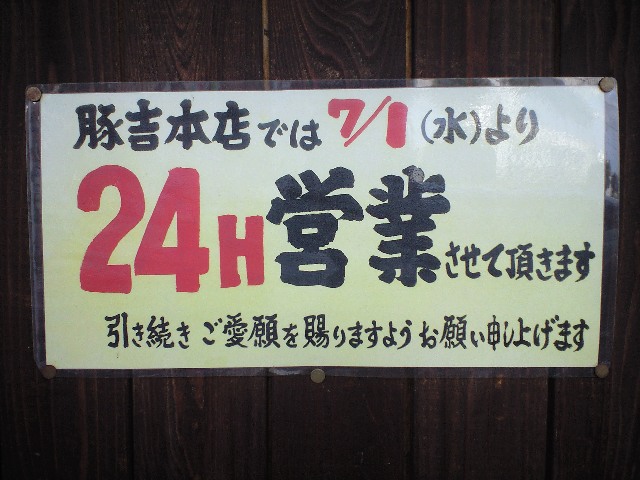 豚吉本店では7/1(水)より
24H営業させて頂きます
引き続きご愛願を賜りますようお願い申し上げます